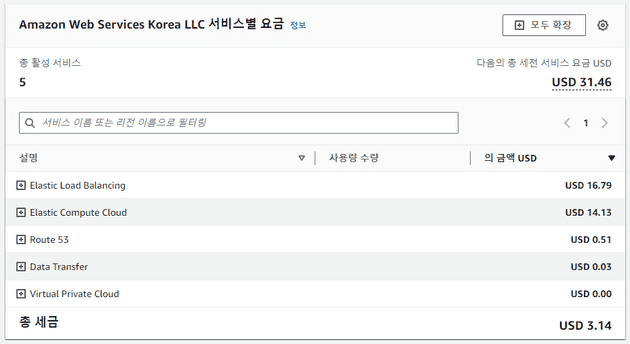 Amazon Web Services Korea LLC 서비스별 요금 정보
모두 확장
총 활성 서비스
다음의 총 세전 서비스 요금 USD
5
USD 31.46
서비스 이름 또는 리전 이름으로 필터링
1
설명
사용량 수량
의 금액 USD
Elastic Load Balancing
USD 16.79
Elastic Compute Cloud
USD 14.13
Route 53
USD 0.51
Data Transfer
USD 0.03
Virtual Private Cloud
USD 0.00
총 세금
USD 3.14